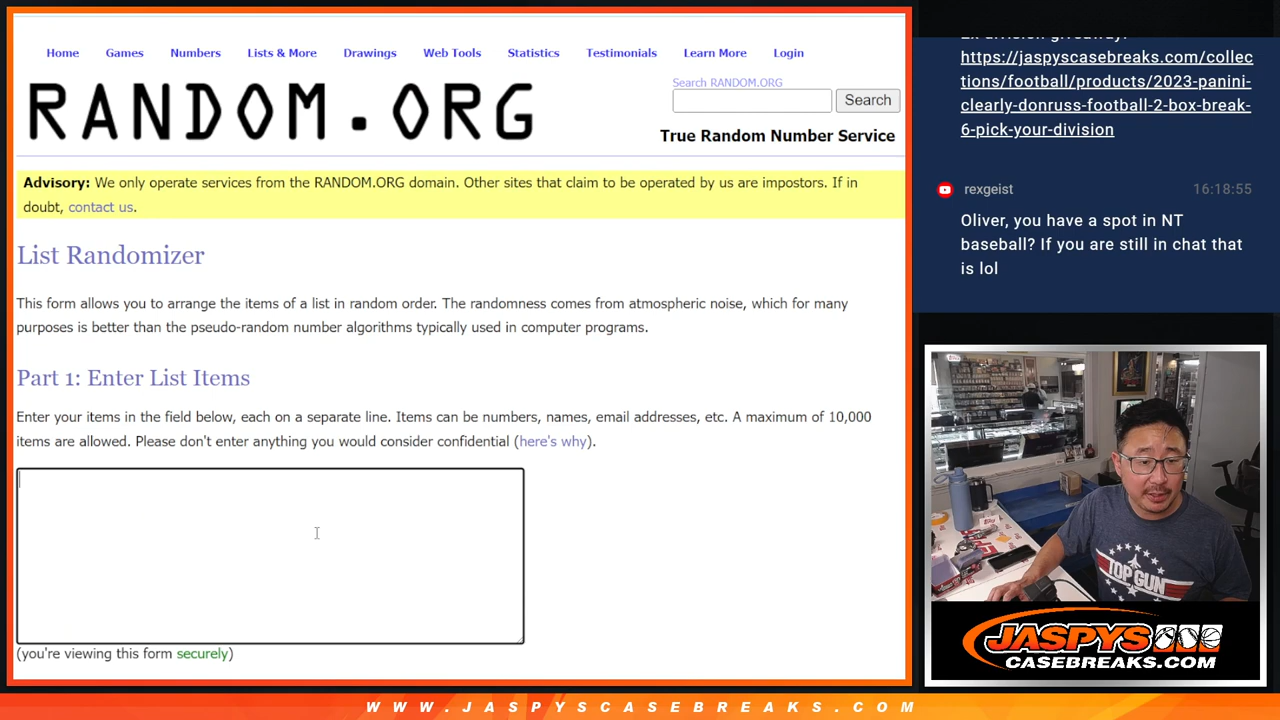 Home Games Numbers Lists & More Drawings Web Tools Statistics Testimonials Learn More Login
RANDOM.ORG
Search RANDOM.ORG
Search
True Random Number Service
Advisory: We only operate services from the RANDOM.ORG domain. Other sites that claim to be operated by us are impostors. If in
doubt, contact us.
List Randomizer
This form allows you to arrange the items of a list in random order. The randomness comes from atmospheric noise, which for many
purposes is better than the pseudo-random number algorithms typically used in computer programs.
Part 1: Enter List Items
Enter your items in the field below, each on a separate line. Items can be numbers, names, email addresses, etc. A maximum of 10,000
items are allowed. Please don't enter anything you would consider confidential (here's why).
(you're viewing this form securely)
https://jaspyscasebreaks.com/collec
tions/football/products/2023-panini-
clearly-donruss-football-2-box-break-
6-pick-your-division
rexgeist 16:18:55
Oliver, you have a spot in NT
baseball? If you are still in chat that
is lol
TOP GUN
JASPYS
CASEBREAKS.COM
WWW.JASPYSCASEBREAKS.COM